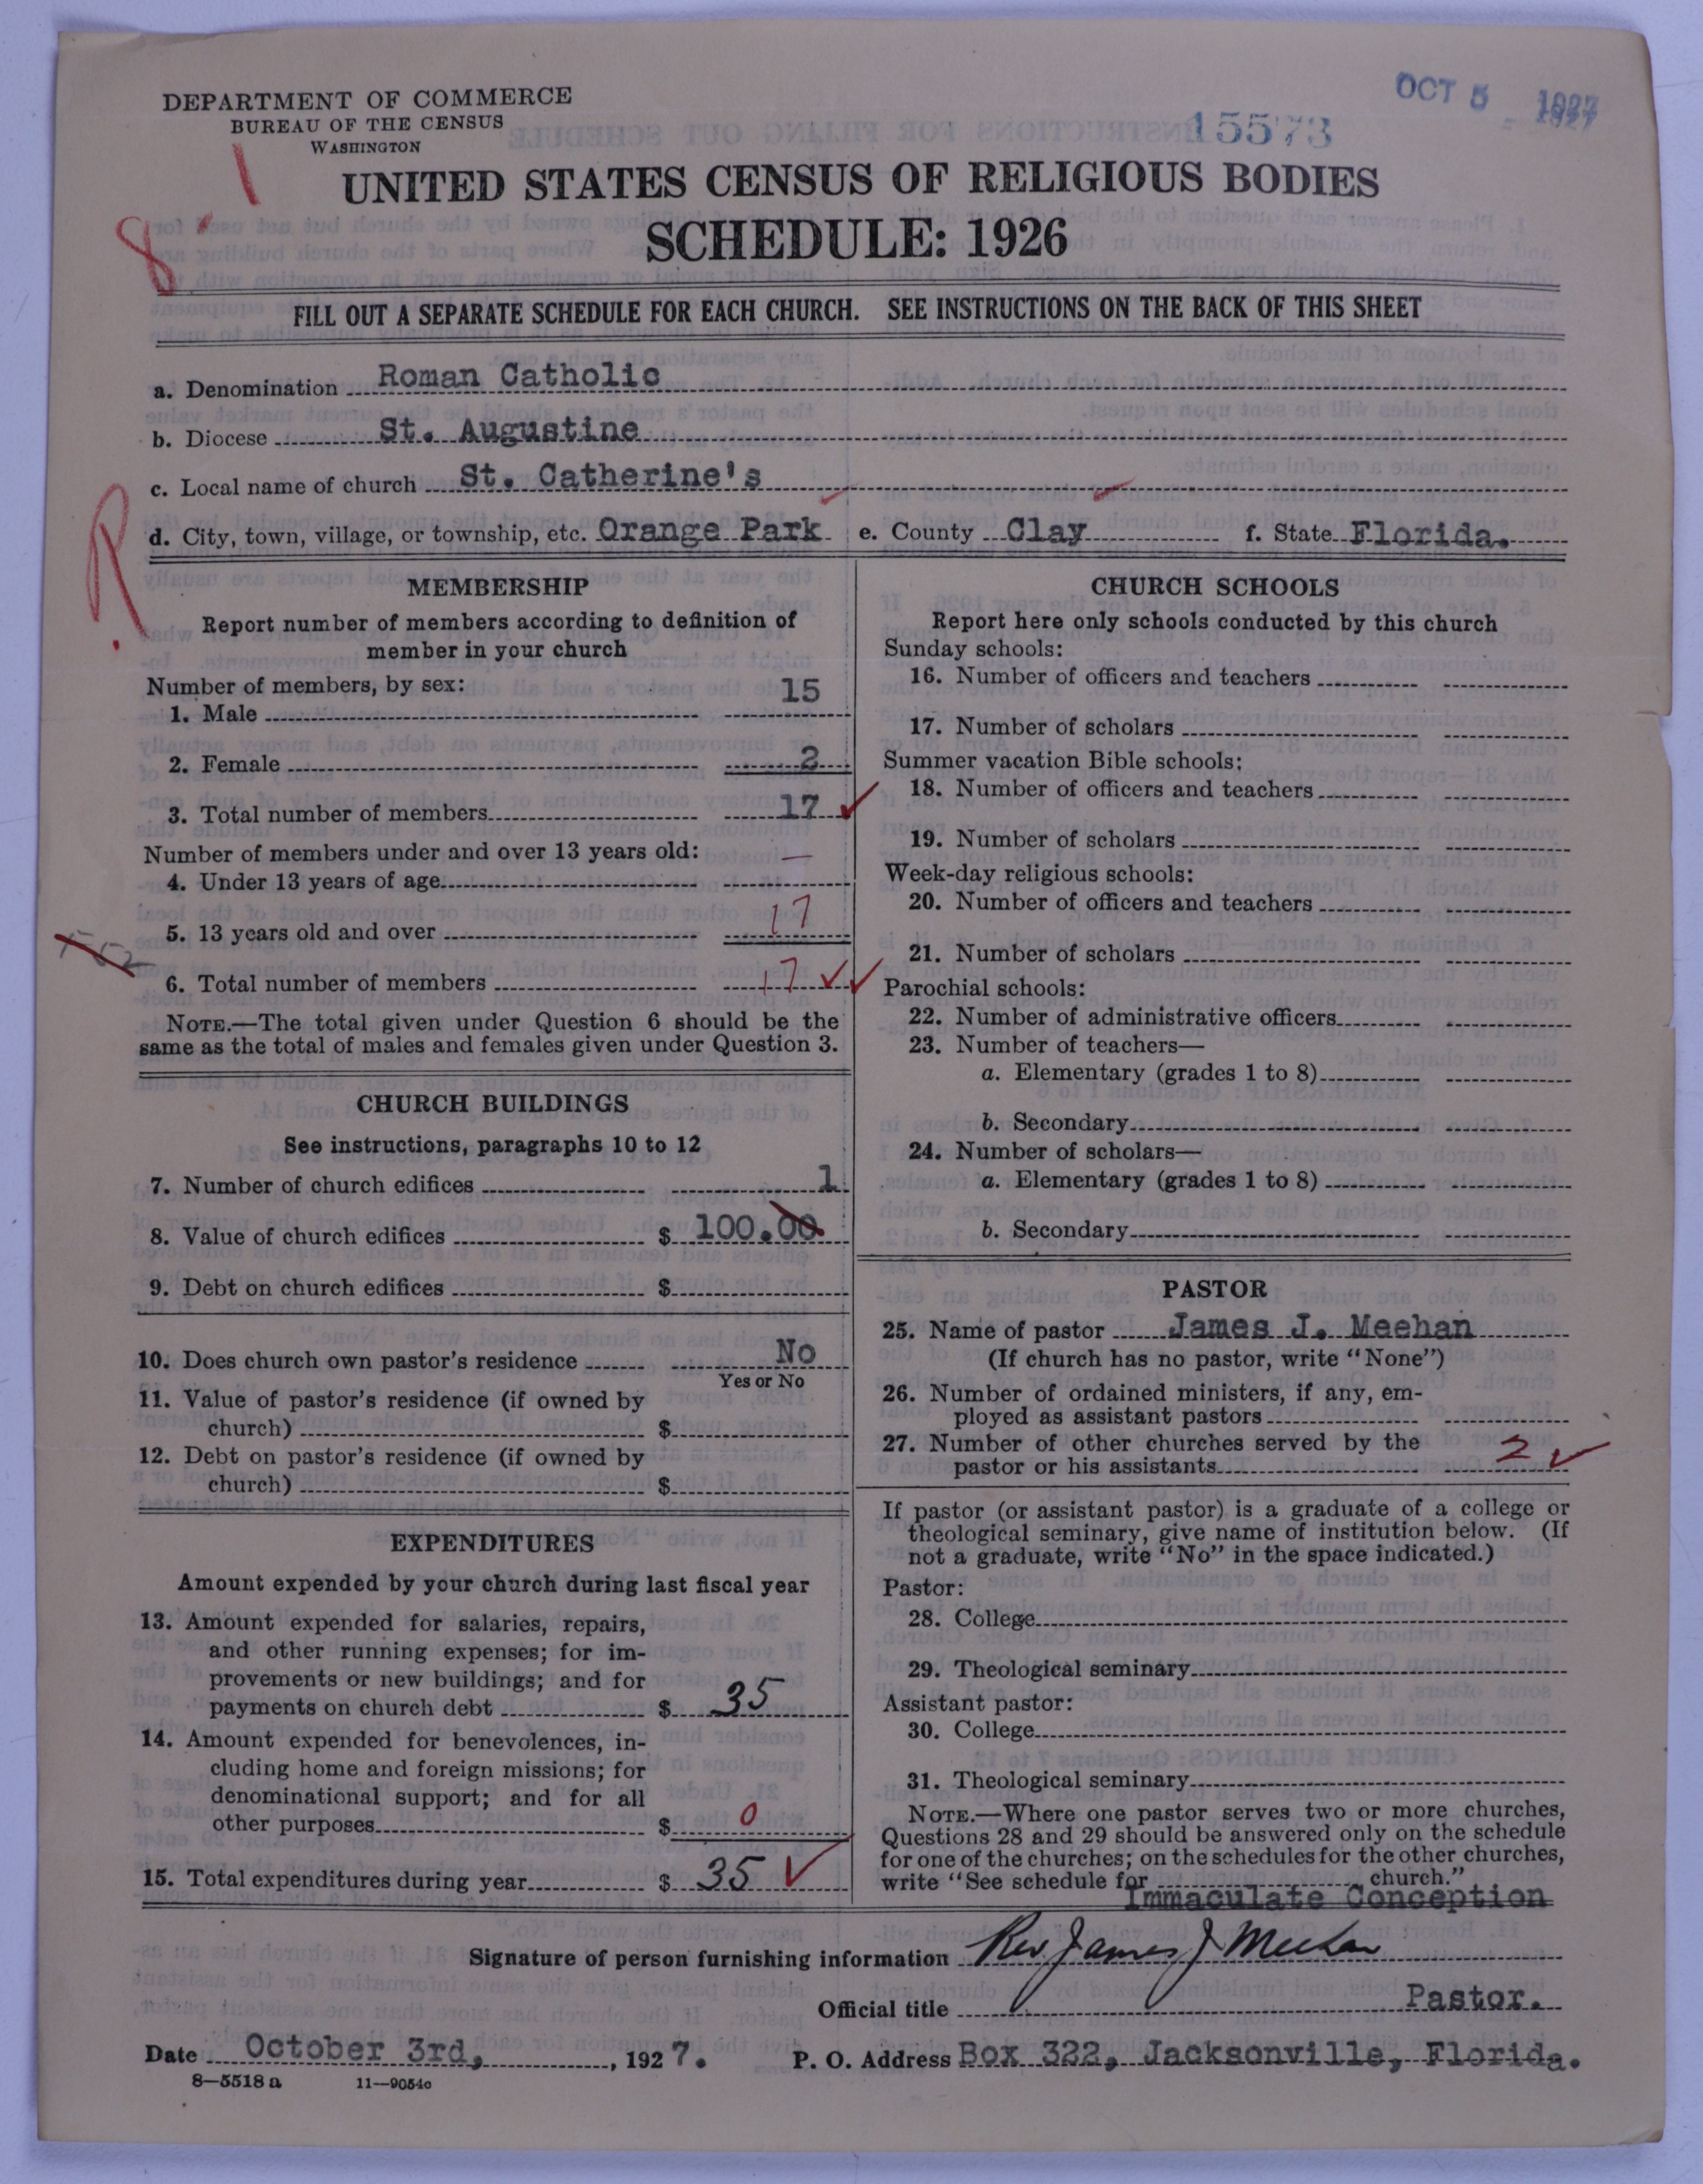 DEPARTMENT OF COMMERCE
BUREAU OF THE CENSUS
WASHINGTON
OCT 5 1927
15573
1
8
UNITED STATES CENSUS OF RELIGIOUS BODIES
SCHEDULE: 1926
FILL OUT A SEPARATE SCHEDULE FOR EACH CHURCH. SEE INSTRUCTIONS ON THE BACK OF THIS SHEET
a. Denomination Roman Catholic
b. Diocese St. Augustine
c. Local name of church St. Catherine's
d. City, town, village, or township, etc. Orange Park e. County Clay f. State Florida.
R
MEMBERSHIP
Report number of members according to definition of
member in your church
Number of members, by sex:
1. Male 15
2. Female 2
3. Total number of members 17 ✓
Number of members under and over 13 years old:
4. Under 13 years of age —
5. 13 years old and over 17
6. Total number of members 17 ✓✓
NOTE.—The total given under Question 6 should be the
same as the total of males and females given under Question 3.
CHURCH BUILDINGS
See instructions, paragraphs 10 to 12
7. Number of church edifices 1
8. Value of church edifices $ 100.00
9. Debt on church edifices $
10. Does church own pastor's residence No
Yes or No
11. Value of pastor's residence (if owned by
church) $
12. Debt on pastor's residence (if owned by
church) $
EXPENDITURES
Amount expended by your church during last fiscal year
13. Amount expended for salaries, repairs,
and other running expenses; for im-
provements or new buildings; and for
payments on church debt $ 35
14. Amount expended for benevolences, in-
cluding home and foreign missions; for
denominational support; and for all
other purposes $ 0
15. Total expenditures during year $ 35 ✓
CHURCH SCHOOLS
Report here only schools conducted by this church
Sunday schools:
16. Number of officers and teachers
17. Number of scholars
Summer vacation Bible schools:
18. Number of officers and teachers
19. Number of scholars
Week-day religious schools:
20. Number of officers and teachers
21. Number of scholars
Parochial schools:
22. Number of administrative officers
23. Number of teachers—
a. Elementary (grades 1 to 8)
b. Secondary
24. Number of scholars—
a. Elementary (grades 1 to 8)
b. Secondary
PASTOR
25. Name of pastor James J. Meehan
(If church has no pastor, write "None")
26. Number of ordained ministers, if any, em-
ployed as assistant pastors
27. Number of other churches served by the
pastor or his assistants 2 ✓
If pastor (or assistant pastor) is a graduate of a college or
theological seminary, give name of institution below. (If
not a graduate, write "No" in the space indicated.)
Pastor:
28. College
29. Theological seminary
Assistant pastor:
30. College
31. Theological seminary
NOTE.—Where one pastor serves two or more churches,
Questions 28 and 29 should be answered only on the schedule
for one of the churches; on the schedules for the other churches,
write "See schedule for church."
Immaculate Conception
Signature of person furnishing information Rev James J Meehan
Official title Pastor.
Date October 3rd, , 1927. P. O. Address Box 322, Jacksonville, Florida.
8—5518 a 11—9054c